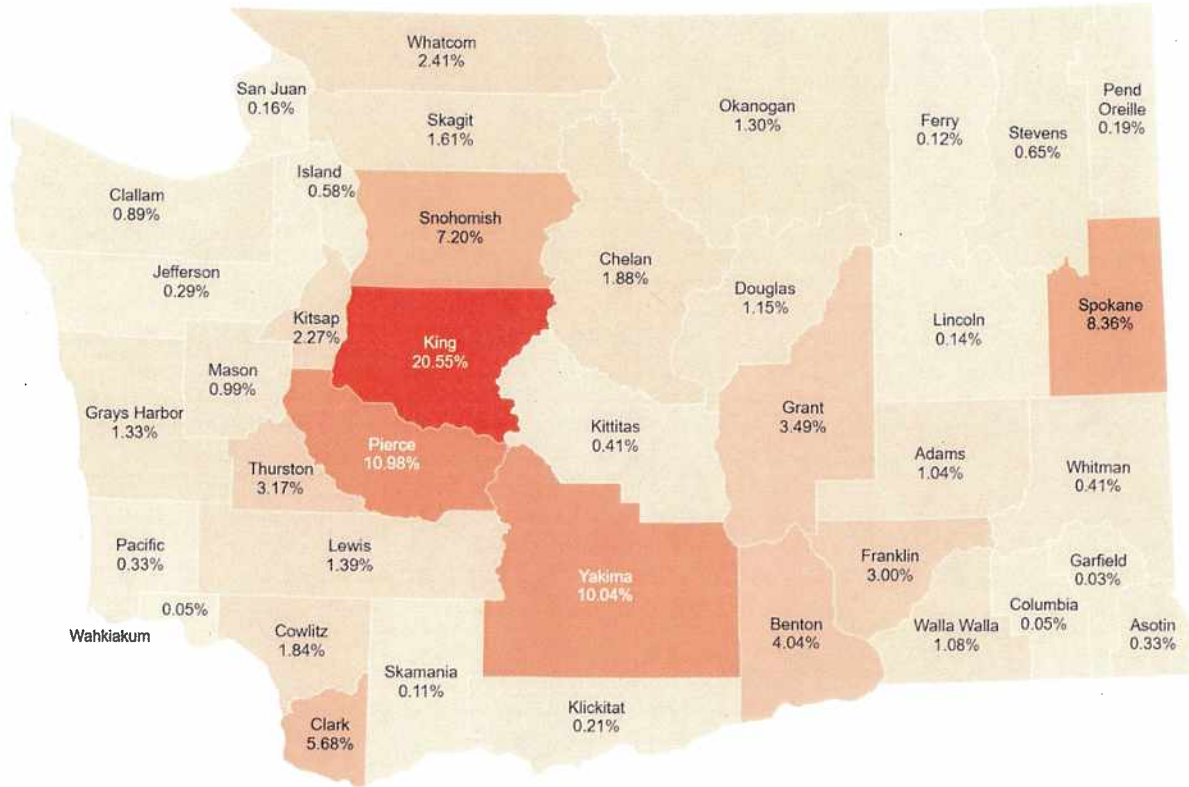 Whatcom
2.41%
San Juan
0.16%
Skagit
1.61%
Okanogan
1.30%
Ferry
0.12%
Stevens
0.65%
Pend
Oreille
0.19%
Island
0.58%
Clallam
0.89%
Snohomish
7.20%
Chelan
1.88%
Jefferson
0.29%
Douglas
1.15%
Kitsap
2.27%
King
20.55%
Lincoln
0.14%
Spokane
8.36%
Mason
0.99%
Grays Harbor
1.33%
Kittitas
0.41%
Grant
3.49%
Pierce
10.98%
Thurston
3.17%
Adams
1.04%
Whitman
0.41%
Pacific
0.33%
Lewis
1.39%
Yakima
10.04%
Franklin
3.00%
Garfield
0.03%
0.05%
Wahkiakum
Cowlitz
1.84%
Benton
4.04%
Walla Walla
1.08%
Columbia
0.05%
Asotin
0.33%
Skamania
0.11%
Klickitat
0.21%
Clark
5.68%